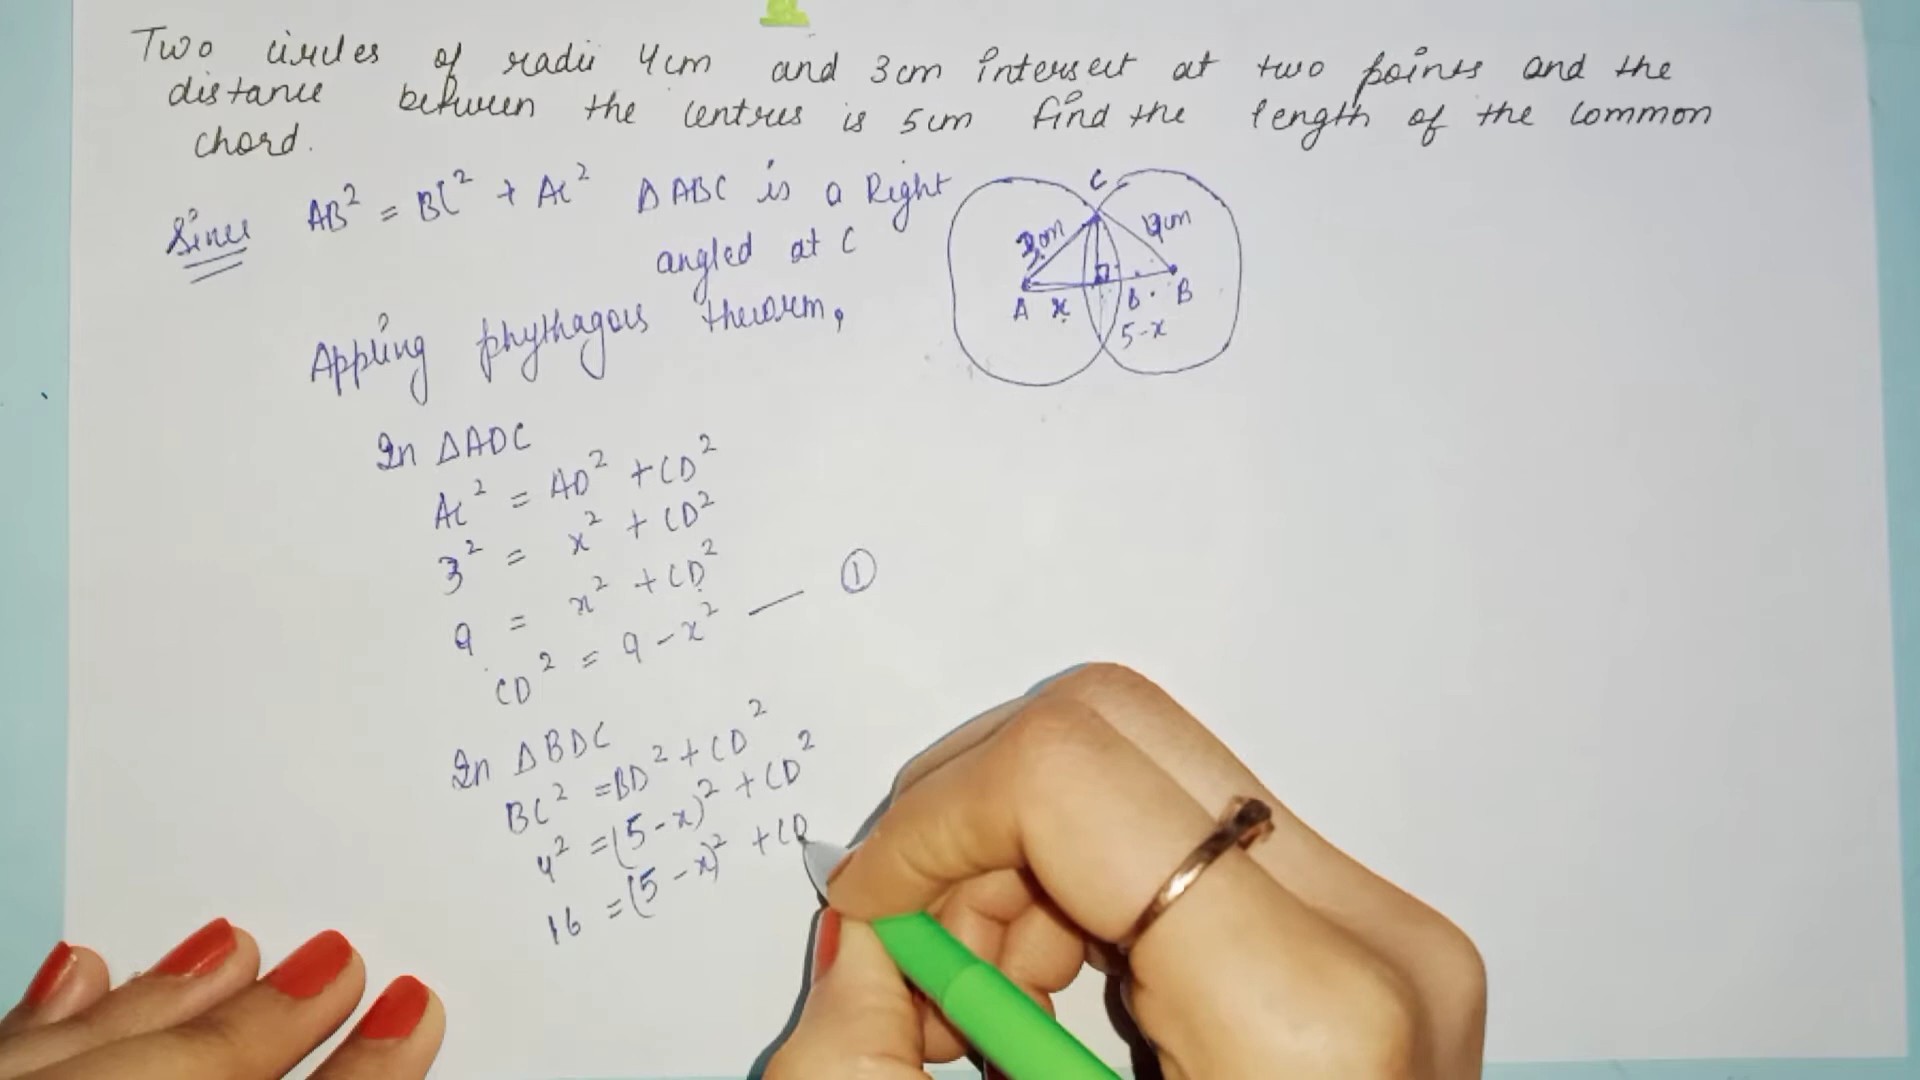 Two circles of radii 4cm and 3cm intersect at two points and the
distance between the centres is 5cm find the length of the common
chord.
Since AB² = BC² + AC² ΔABC is a Right
angled at C
Appling phythagous theorem,
C
3cm
4cm
A x D B
5-x
In ΔADC
AC² = AD² + CD²
3² = x² + CD²
9 = x² + CD²
CD² = 9 - x² — ①
In ΔBDC
BC² = BD² + CD²
4² = (5-x)² + CD²
16 = (5-x)² + CD